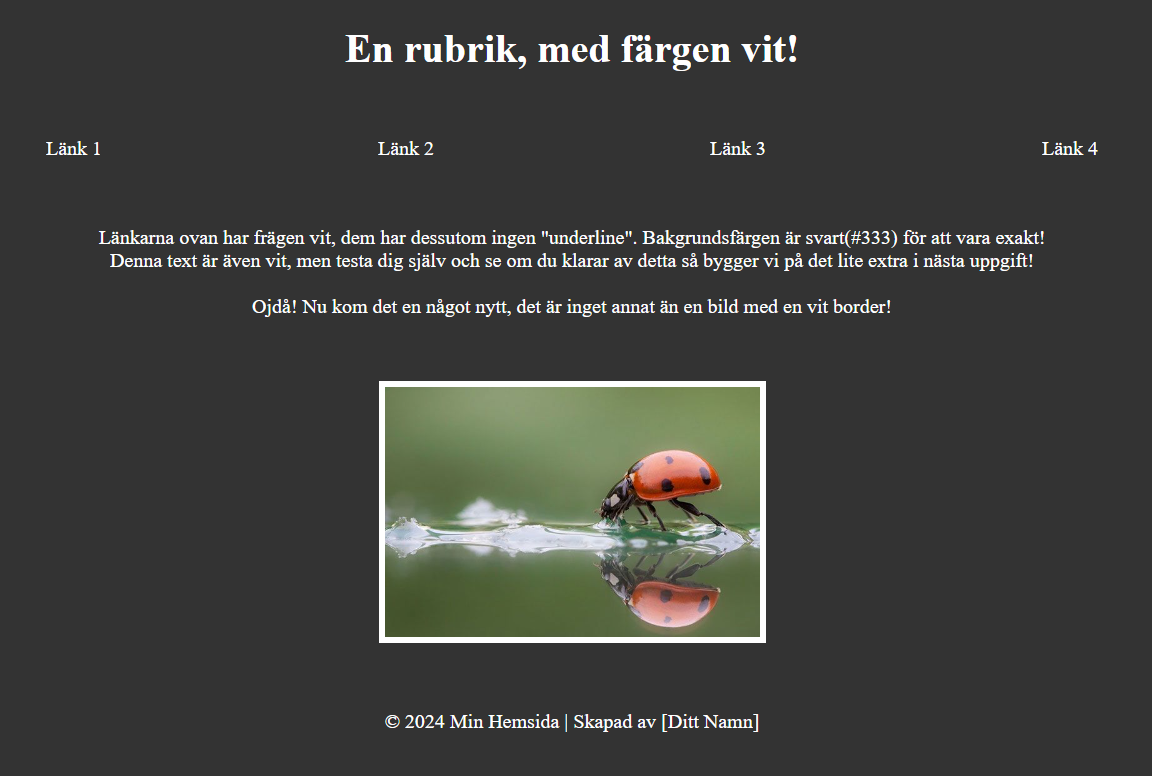 En rubrik, med färgen vit!
Länk 1 Länk 2 Länk 3 Länk 4
Länkarna ovan har frägen vit, dem har dessutom ingen "underline". Bakgrundsfärgen är svart(#333) för att vara exakt!
Denna text är även vit, men testa dig själv och se om du klarar av detta så bygger vi på det lite extra i nästa uppgift!
Ojdå! Nu kom det en något nytt, det är inget annat än en bild med en vit border!
© 2024 Min Hemsida | Skapad av [Ditt Namn]